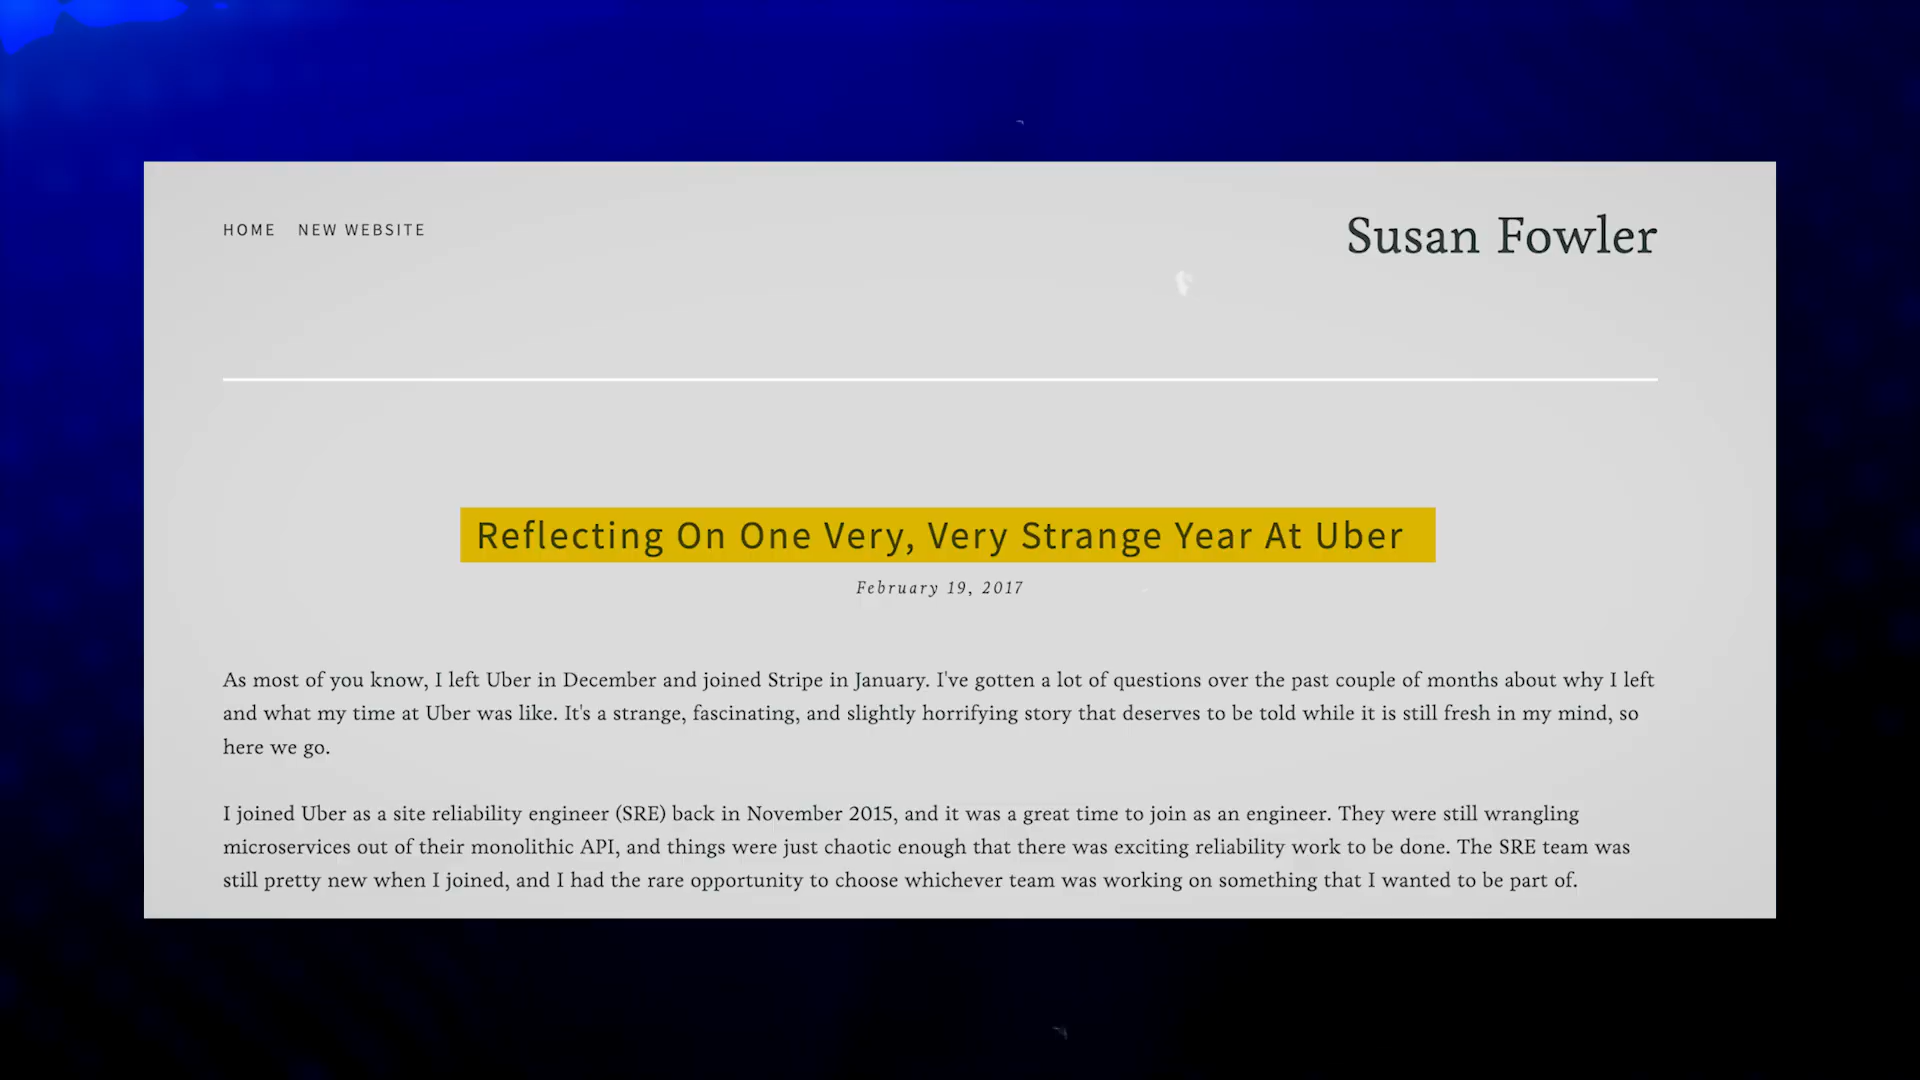 HOME NEW WEBSITE
Susan Fowler
Reflecting On One Very, Very Strange Year At Uber
February 19, 2017
As most of you know, I left Uber in December and joined Stripe in January. I've gotten a lot of questions over the past couple of months about why I left
and what my time at Uber was like. It's a strange, fascinating, and slightly horrifying story that deserves to be told while it is still fresh in my mind, so
here we go.
I joined Uber as a site reliability engineer (SRE) back in November 2015, and it was a great time to join as an engineer. They were still wrangling
microservices out of their monolithic API, and things were just chaotic enough that there was exciting reliability work to be done. The SRE team was
still pretty new when I joined, and I had the rare opportunity to choose whichever team was working on something that I wanted to be part of.